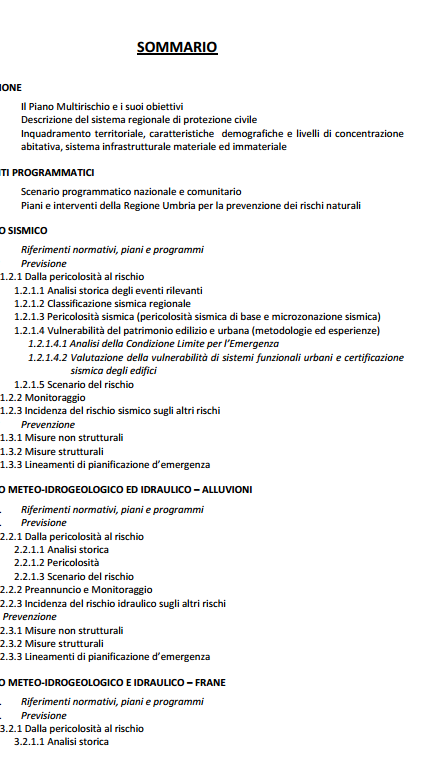 SOMMARIO
IONE
Il Piano Multirischio e i suoi obiettivi
Descrizione del sistema regionale di protezione civile
Inquadramento territoriale, caratteristiche demografiche e livelli di concentrazione
abitativa, sistema infrastrutturale materiale ed immateriale
TI PROGRAMMATICI
Scenario programmatico nazionale e comunitario
Piani e interventi della Regione Umbria per la prevenzione dei rischi naturali
O SISMICO
Riferimenti normativi, piani e programmi
Previsione
1.2.1 Dalla pericolosità al rischio
1.2.1.1 Analisi storica degli eventi rilevanti
1.2.1.2 Classificazione sismica regionale
1.2.1.3 Pericolosità sismica (pericolosità sismica di base e microzonazione sismica)
1.2.1.4 Vulnerabilità del patrimonio edilizio e urbana (metodologie ed esperienze)
1.2.1.4.1 Analisi della Condizione Limite per l'Emergenza
1.2.1.4.2 Valutazione della vulnerabilità di sistemi funzionali urbani e certificazione
sismica degli edifici
1.2.1.5 Scenario del rischio
1.2.2 Monitoraggio
1.2.3 Incidenza del rischio sismico sugli altri rischi
Prevenzione
1.3.1 Misure non strutturali
1.3.2 Misure strutturali
1.3.3 Lineamenti di pianificazione d'emergenza
O METEO-IDROGEOLOGICO ED IDRAULICO – ALLUVIONI
. Riferimenti normativi, piani e programmi
. Previsione
2.2.1 Dalla pericolosità al rischio
2.2.1.1 Analisi storica
2.2.1.2 Pericolosità
2.2.1.3 Scenario del rischio
2.2.2 Preannuncio e Monitoraggio
2.2.3 Incidenza del rischio idraulico sugli altri rischi
Prevenzione
2.3.1 Misure non strutturali
2.3.2 Misure strutturali
2.3.3 Lineamenti di pianificazione d'emergenza
O METEO-IDROGEOLOGICO E IDRAULICO – FRANE
. Riferimenti normativi, piani e programmi
. Previsione
3.2.1 Dalla pericolosità al rischio
3.2.1.1 Analisi storica